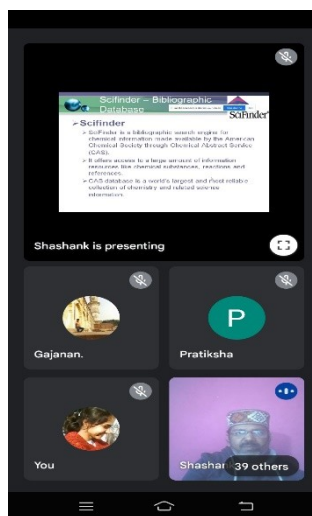 Scifinder – Bibliographic
Database
SciFinder
➢Scifinder
➢ SciFinder is a bibliographic search engine for
chemical information made available by the American
Chemical Society through Chemical Abstract Service
(CAS).
➢ It offers access to a large amount of information
resources like chemical substances, reactions and
references.
➢ CAS database is a world's largest and most reliable
collection of chemistry and related science
information.
Shashank is presenting
Gajanan.
P
Pratiksha
You
Shashan
39 others